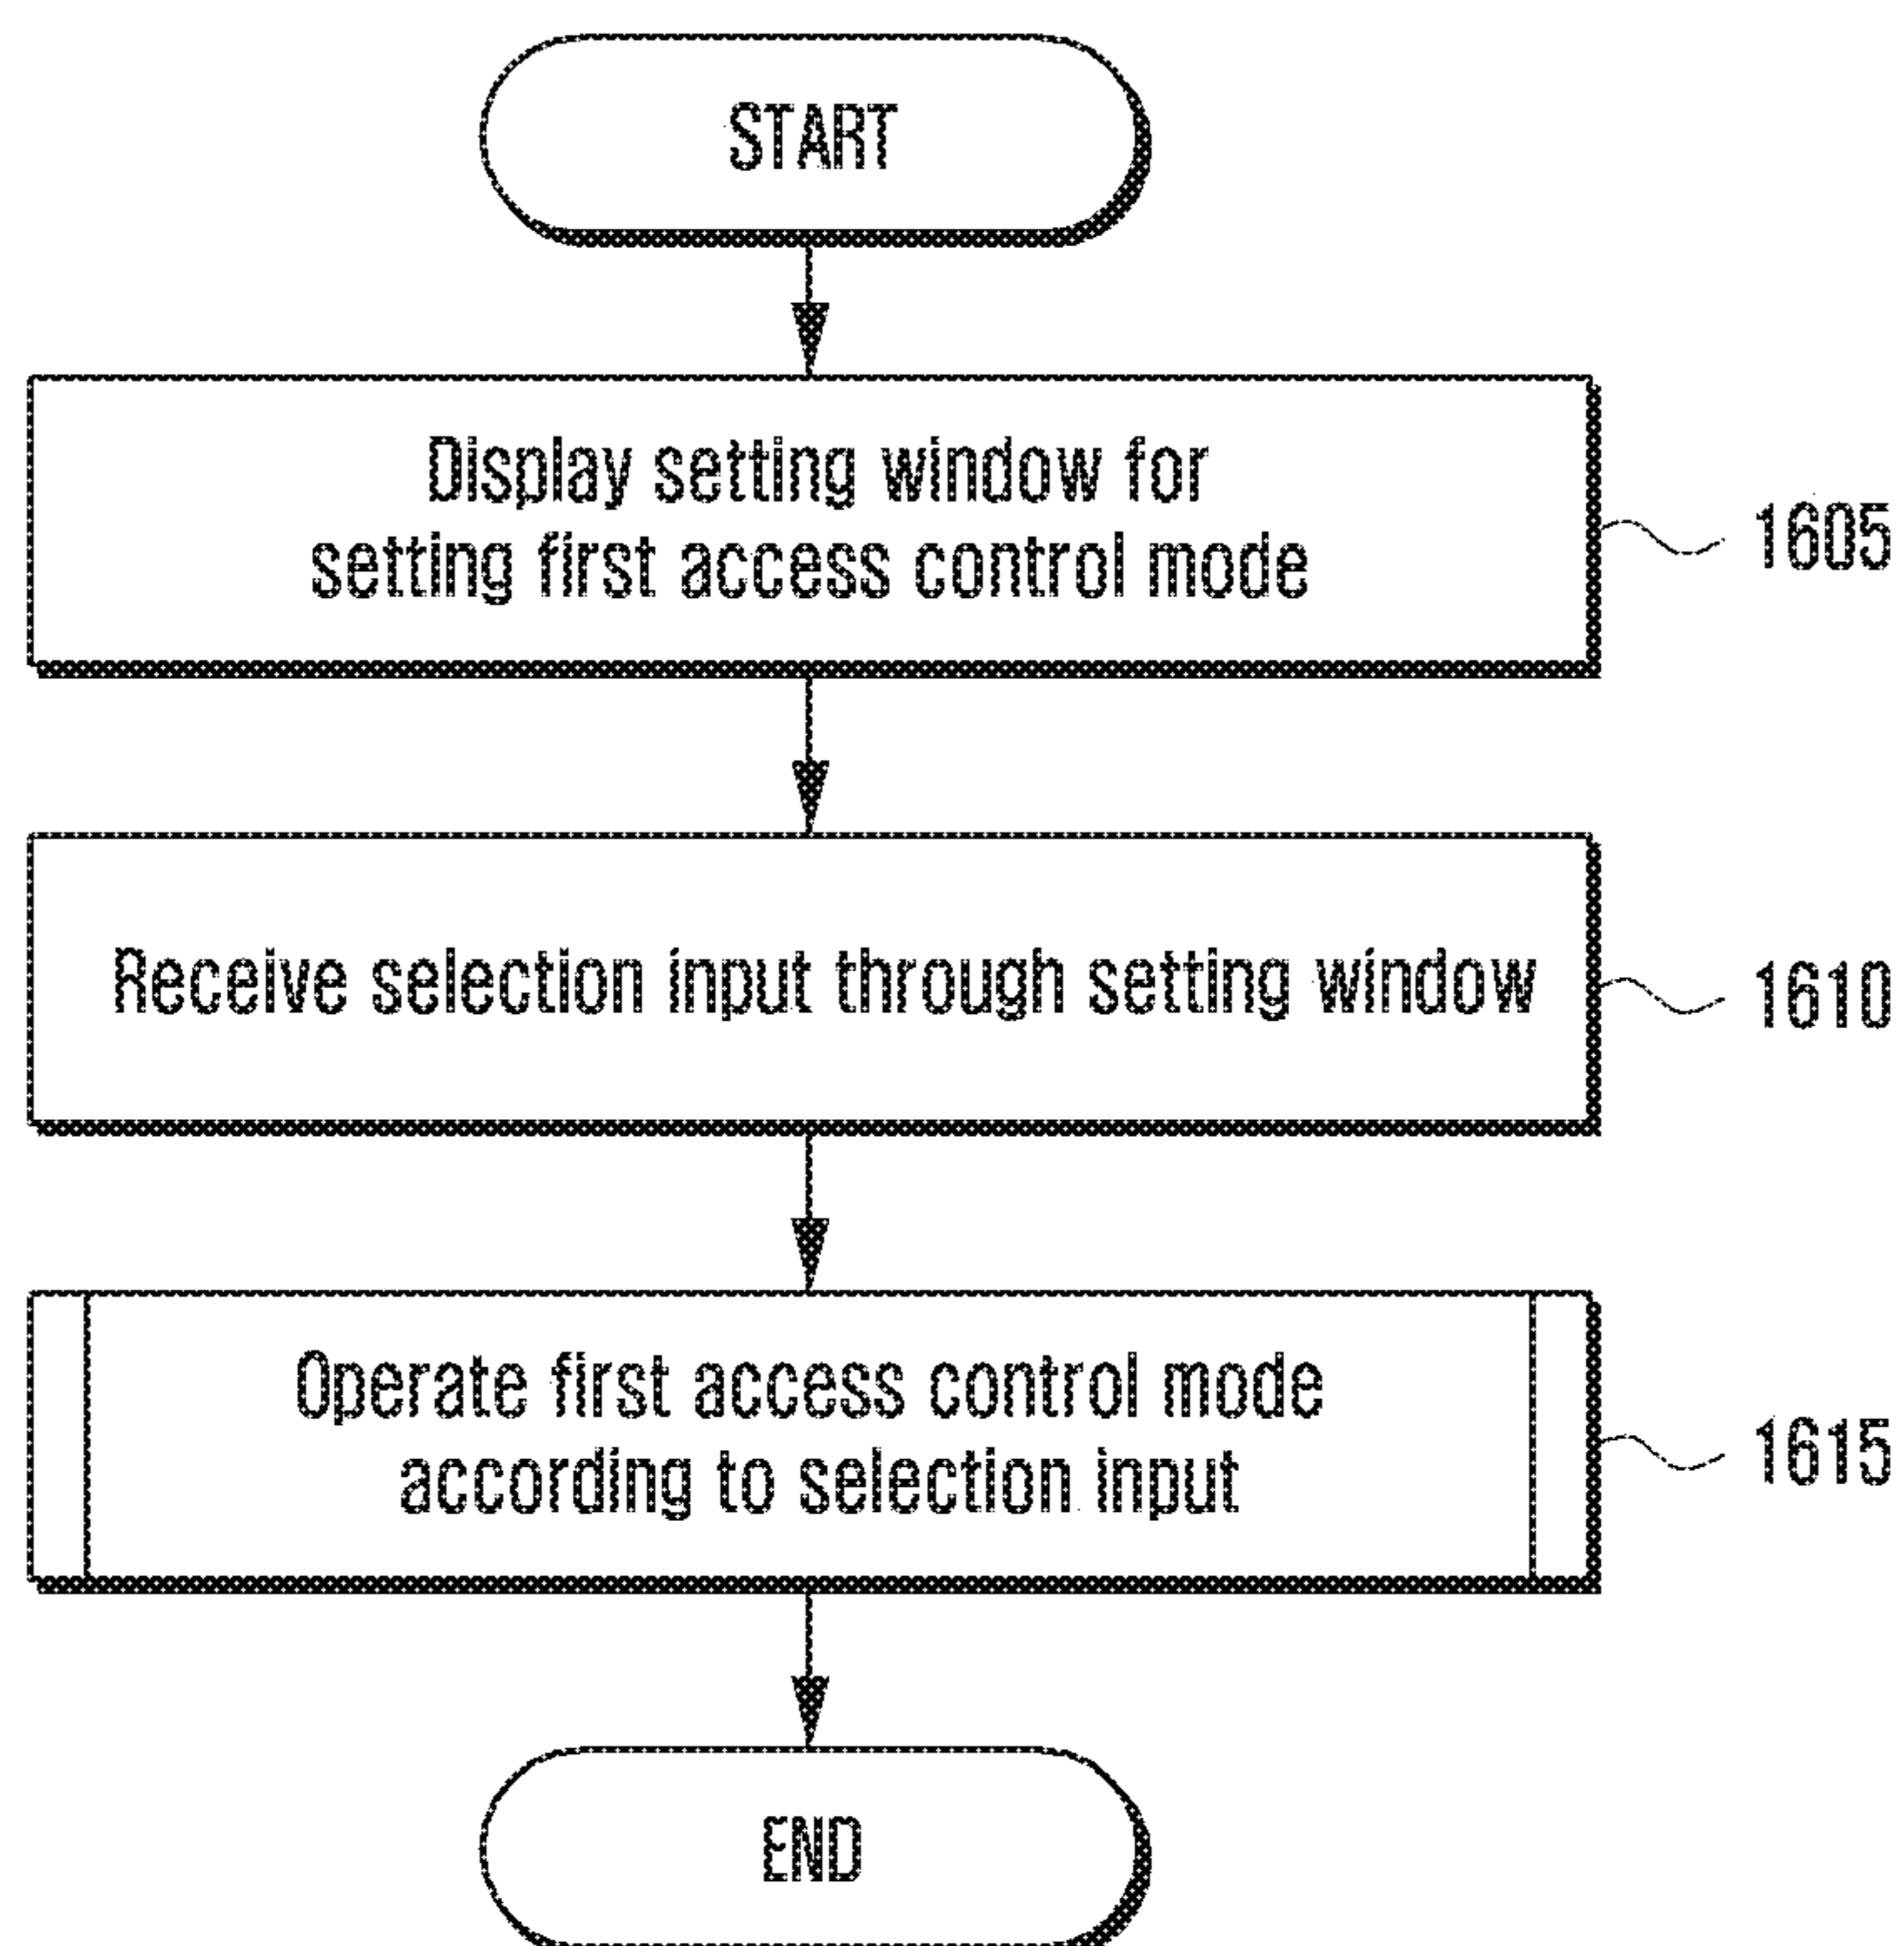 START
Display setting window for
setting first access control mode
1605
Receive selection input through setting window
1610
Operate first access control mode
according to selection input
1615
END